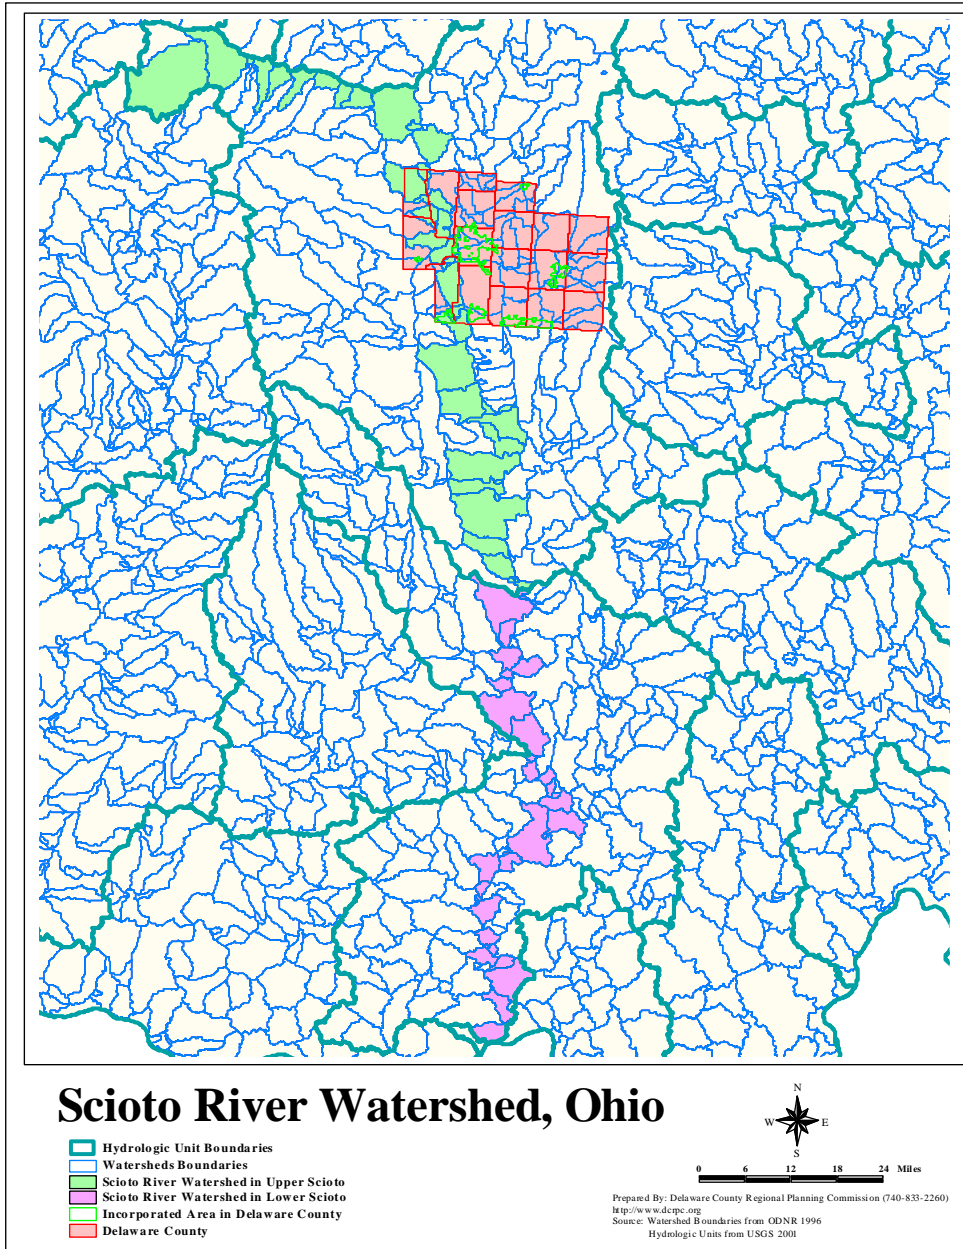 Scioto River Watershed, Ohio
Hydrologic Unit Boundaries
Watersheds Boundaries
Scioto River Watershed in Upper Scioto
Scioto River Watershed in Lower Scioto
Incorporated Area in Delaware County
Delaware County
N
W E
S
0 6 12 18 24 Miles
Prepared By: Delaware County Regional Planning Commission (740-833-2260)
http://www.dcrpc.org
Source: Watershed Boundaries from ODNR 1996
Hydrologic Units from USGS 2001